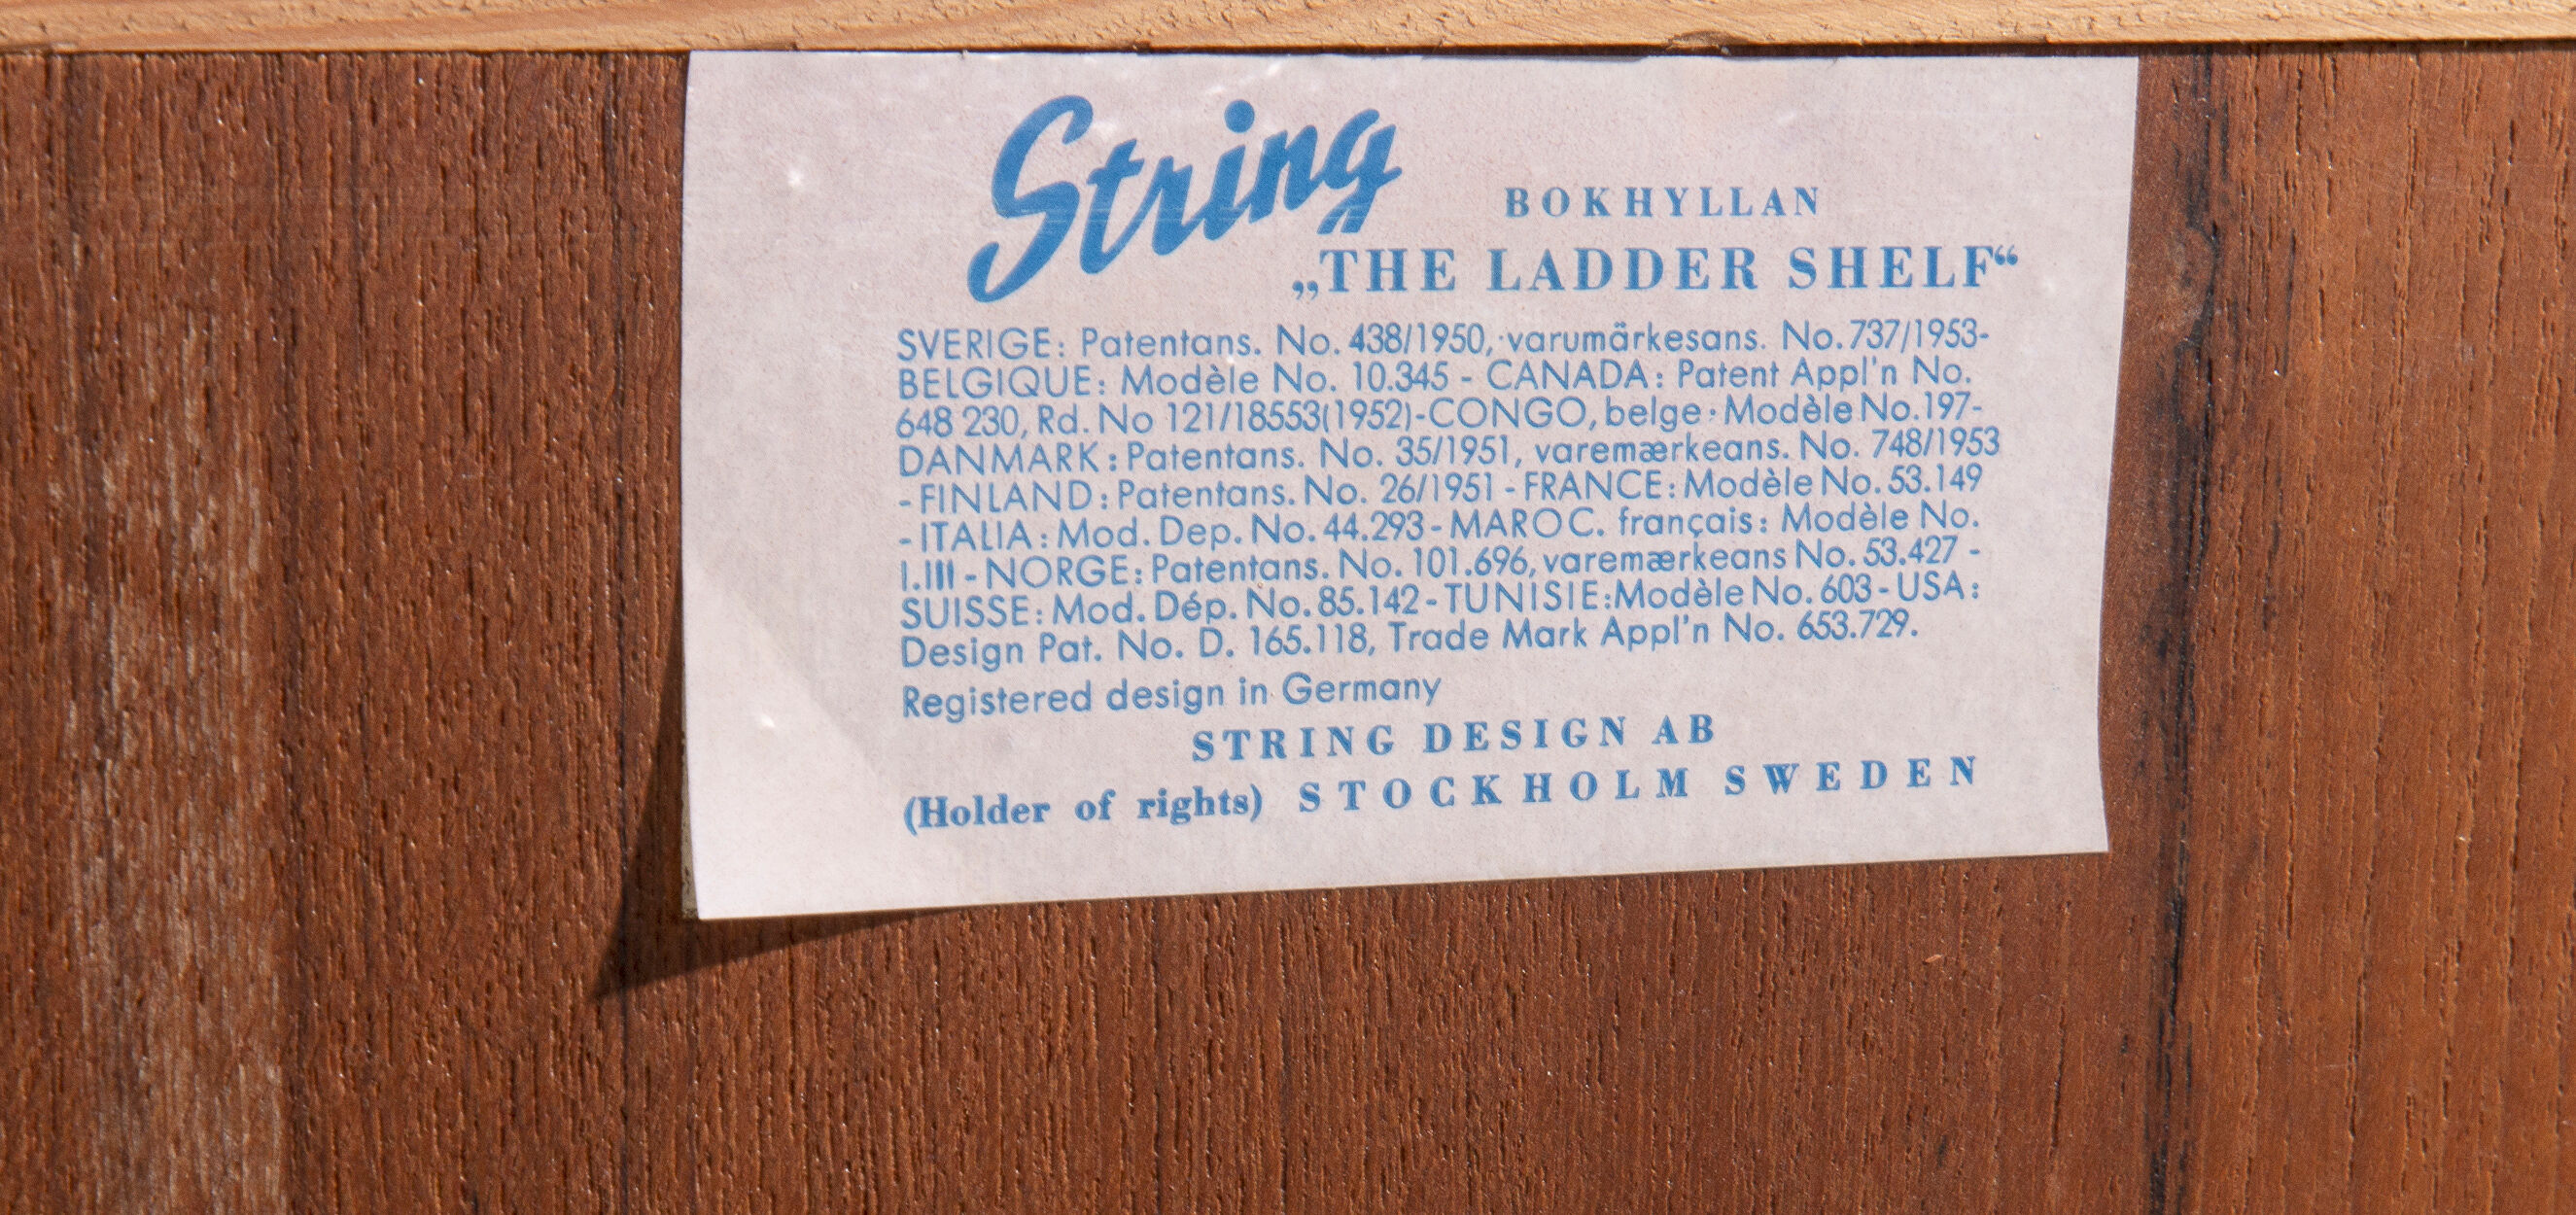 String
BOKHYLLAN
„THE LADDER SHELF“
SVERIGE: Patentans. No. 438/1950, varumärkesans. No. 737/1953-
BELGIQUE: Modèle No. 10.345 - CANADA: Patent Appl'n No.
648 230, Rd. No 121/18553(1952)-CONGO, belge: Modèle No.197-
DANMARK: Patentans. No. 35/1951, varemærkeans. No. 748/1953
- FINLAND: Patentans. No. 26/1951 - FRANCE: Modèle No. 53.149
- ITALIA: Mod. Dep. No. 44.293 - MAROC. français: Modèle No.
1.111 - NORGE: Patentans. No. 101.696, varemærkeans No. 53.427 -
SUISSE: Mod. Dép. No. 85.142 - TUNISIE: Modèle No. 603 - USA:
Design Pat. No. D. 165.118, Trade Mark Appl'n No. 653.729.
Registered design in Germany
STRING DESIGN AB
(Holder of rights) STOCKHOLM SWEDEN